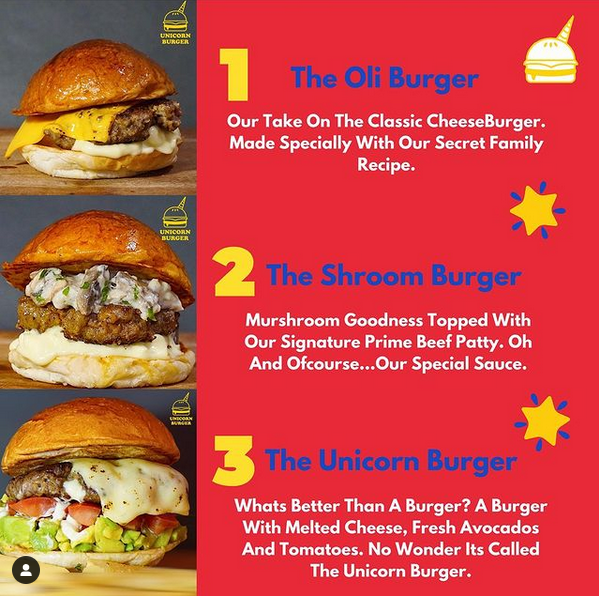 UNICORN
BURGER
1
The Oli Burger
Our Take On The Classic CheeseBurger.
Made Specially With Our Secret Family
Recipe.
UNICORN
BURGER
2
The Shroom Burger
Murshroom Goodness Topped With
Our Signature Prime Beef Patty. Oh
And Ofcourse...Our Special Sauce.
UNICORN
BURGER
3
The Unicorn Burger
Whats Better Than A Burger? A Burger
With Melted Cheese, Fresh Avocados
And Tomatoes. No Wonder Its Called
The Unicorn Burger.